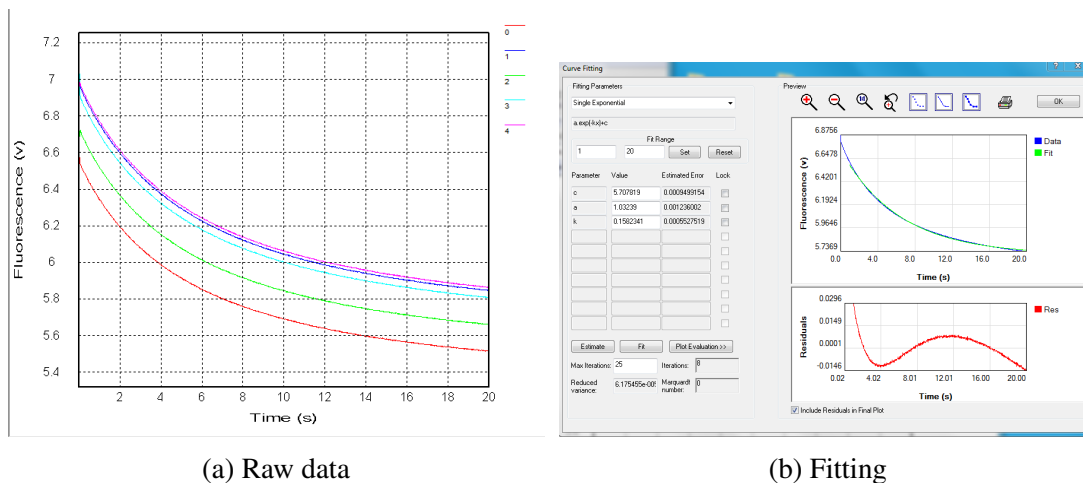 7.2
7
6.8
6.6
6.4
6.2
6
5.8
5.6
5.4
Fluorescence (v)
2 4 6 8 10 12 14 16 18 20
Time (s)
0
1
2
3
4
(a) Raw data
Curve Fitting
Fitting Parameters
Single Exponential
a.exp(-kx)+c
Fit Range
1 20 Set Reset
Parameter Value Estimated Error Lock
c 5.707819 0.0009499154
a 1.03239 0.001236002
k 0.1582341 0.0005527519
Estimate Fit Plot Evaluation >>
Max Iterations: 25 Iterations: 8
Reduced variance: 6.175455e-005 Marquardt number: 0
Preview
OK
6.8756
6.6478
6.4201
6.1924
5.9646
5.7369
Fluorescence (v)
0.0 4.0 8.0 12.0 16.0 20.0
Time (s)
Data
Fit
0.0296
0.0149
0.0001
-0.0146
Residuals
0.02 4.02 8.01 12.01 16.00 20.00
Time (s)
Res
Include Residuals in Final Plot
(b) Fitting